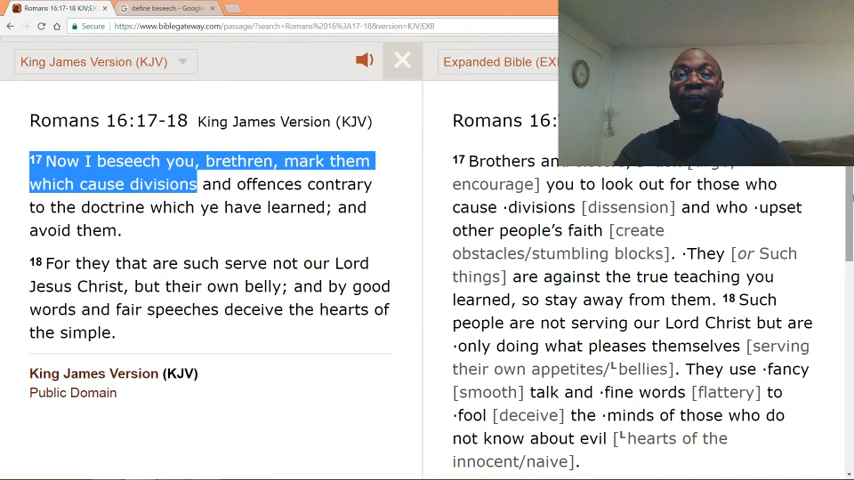 Romans 16:17-18 KJV;EX
define beseech - Google
Secure
https://www.biblegateway.com/passage/?search=Romans%2016%3A17-18&version=KJV;EXB
King James Version (KJV)
Romans 16:17-18 King James Version (KJV)
17 Now I beseech you, brethren, mark them
which cause divisions and offences contrary
to the doctrine which ye have learned; and
avoid them.
18 For they that are such serve not our Lord
Jesus Christ, but their own belly; and by good
words and fair speeches deceive the hearts of
the simple.
King James Version (KJV)
Public Domain
Expanded Bible (EX
Romans 16:
17 Brothers and
encourage] you to look out for those who
cause ·divisions [dissension] and who ·upset
other people's faith [create
obstacles/stumbling blocks]. ·They [or Such
things] are against the true teaching you
learned, so stay away from them. 18 Such
people are not serving our Lord Christ but are
·only doing what pleases themselves [serving
their own appetites/Lbellies]. They use ·fancy
[smooth] talk and ·fine words [flattery] to
·fool [deceive] the ·minds of those who do
not know about evil [Lhearts of the
innocent/naive].